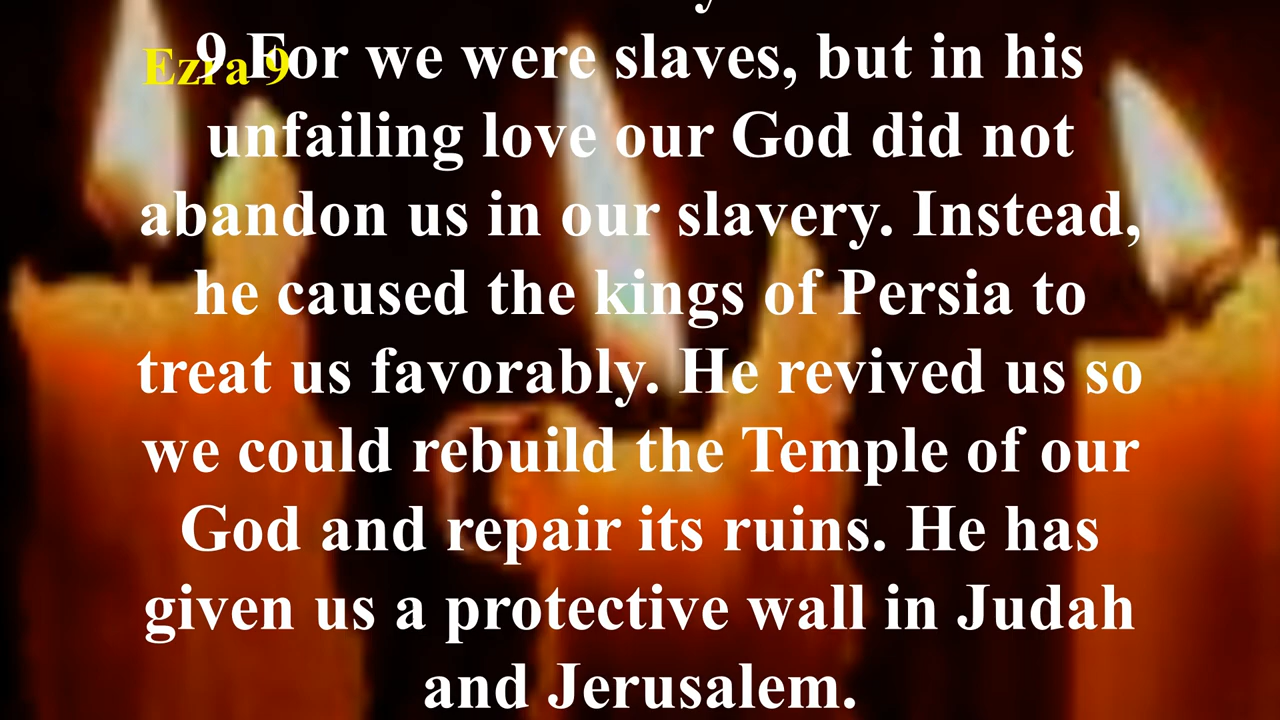 Ezra 9
9 For we were slaves, but in his
unfailing love our God did not
abandon us in our slavery. Instead,
he caused the kings of Persia to
treat us favorably. He revived us so
we could rebuild the Temple of our
God and repair its ruins. He has
given us a protective wall in Judah
and Jerusalem.